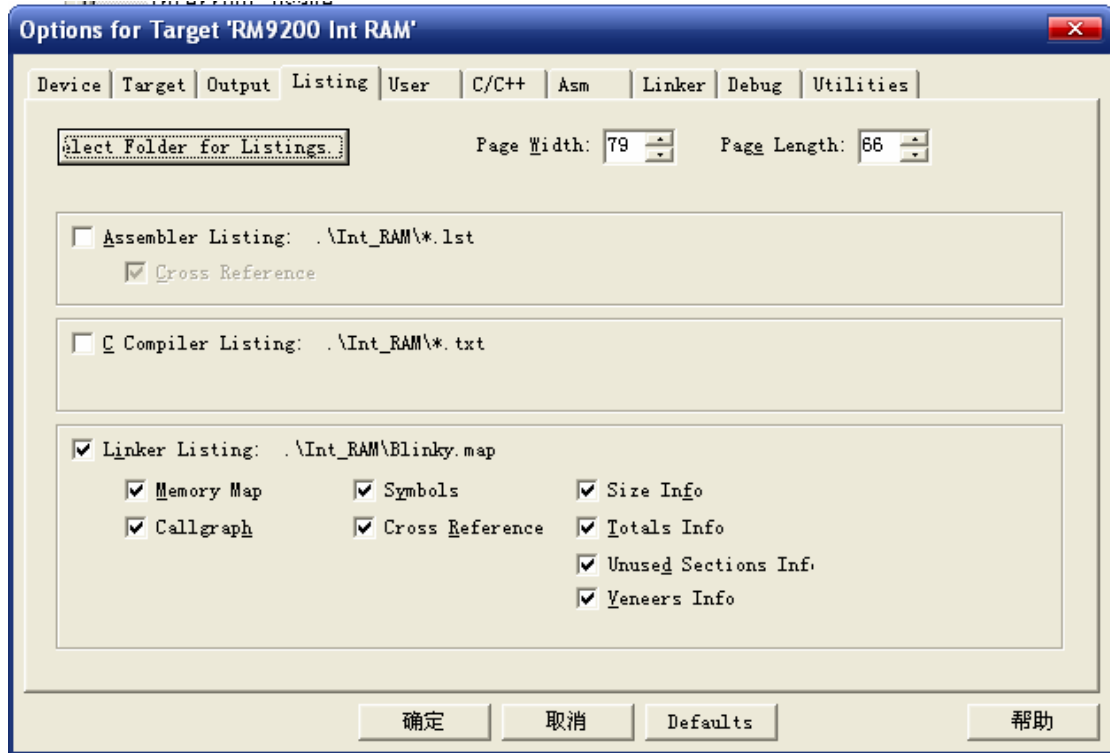 Options for Target 'RM9200 Int RAM'
Device Target Output Listing User C/C++ Asm Linker Debug Utilities
elect Folder for Listings. Page Width: 79 Page Length: 66
Assembler Listing: .\Int_RAM\*.lst
Cross Reference
C Compiler Listing: .\Int_RAM\*.txt
Linker Listing: .\Int_RAM\Blinky.map
Memory Map Symbols Size Info
Callgraph Cross Reference Totals Info
Unused Sections Inf
Veneers Info
确定 取消 Defaults 帮助